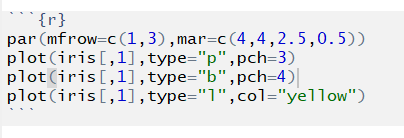 ```{r}
par(mfrow=c(1,3),mar=c(4,4,2.5,0.5))
plot(iris[,1],type="p",pch=3)
plot(iris[,1],type="b",pch=4)
plot(iris[,1],type="l",col="yellow")
```